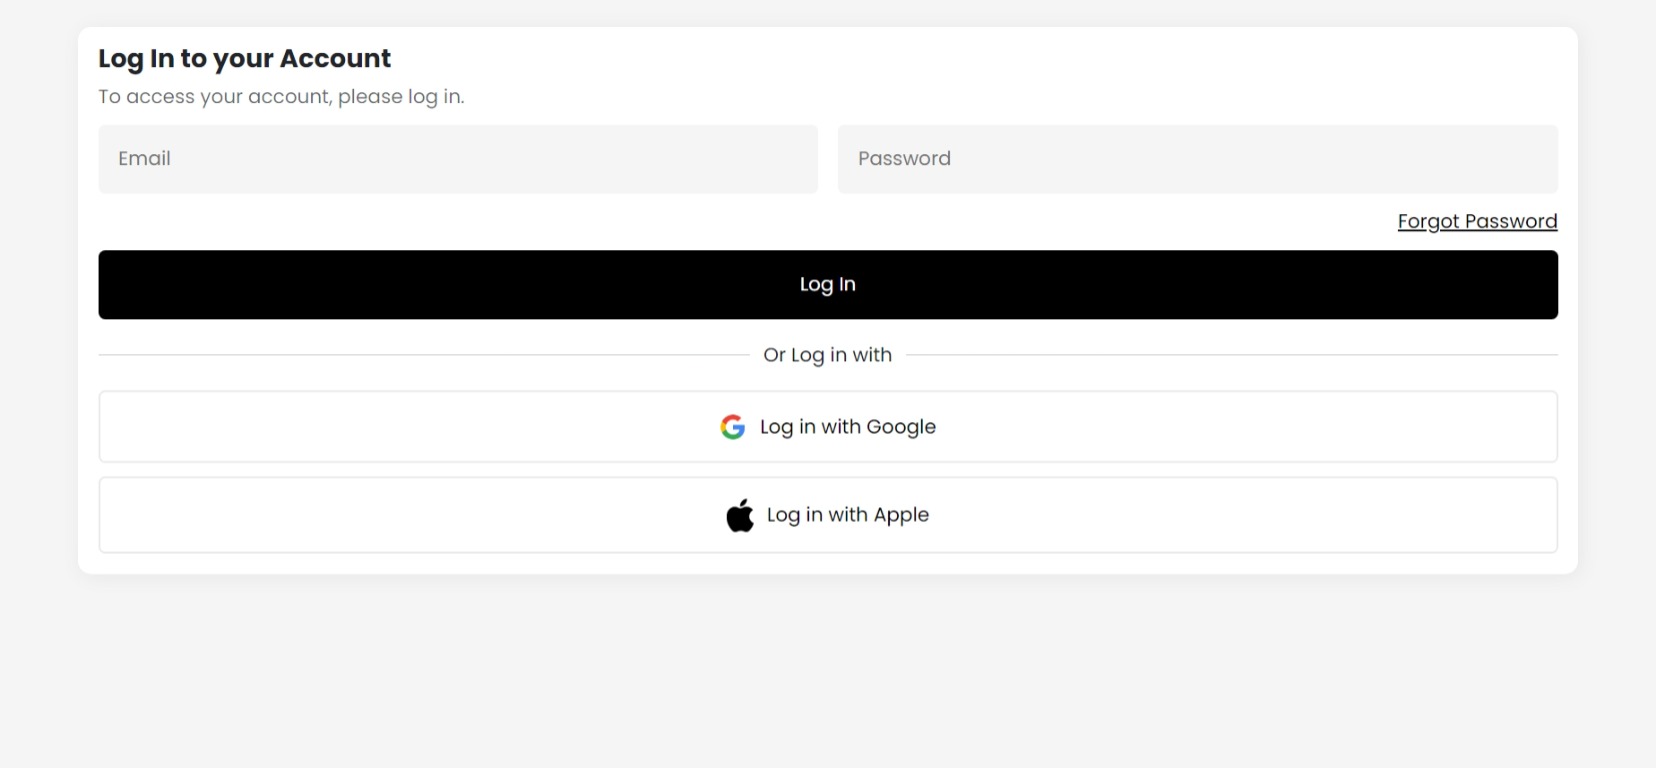 Log In to your Account
To access your account, please log in.
Email
Password
Forgot Password
Log In
Or Log in with
Log in with Google
Log in with Apple